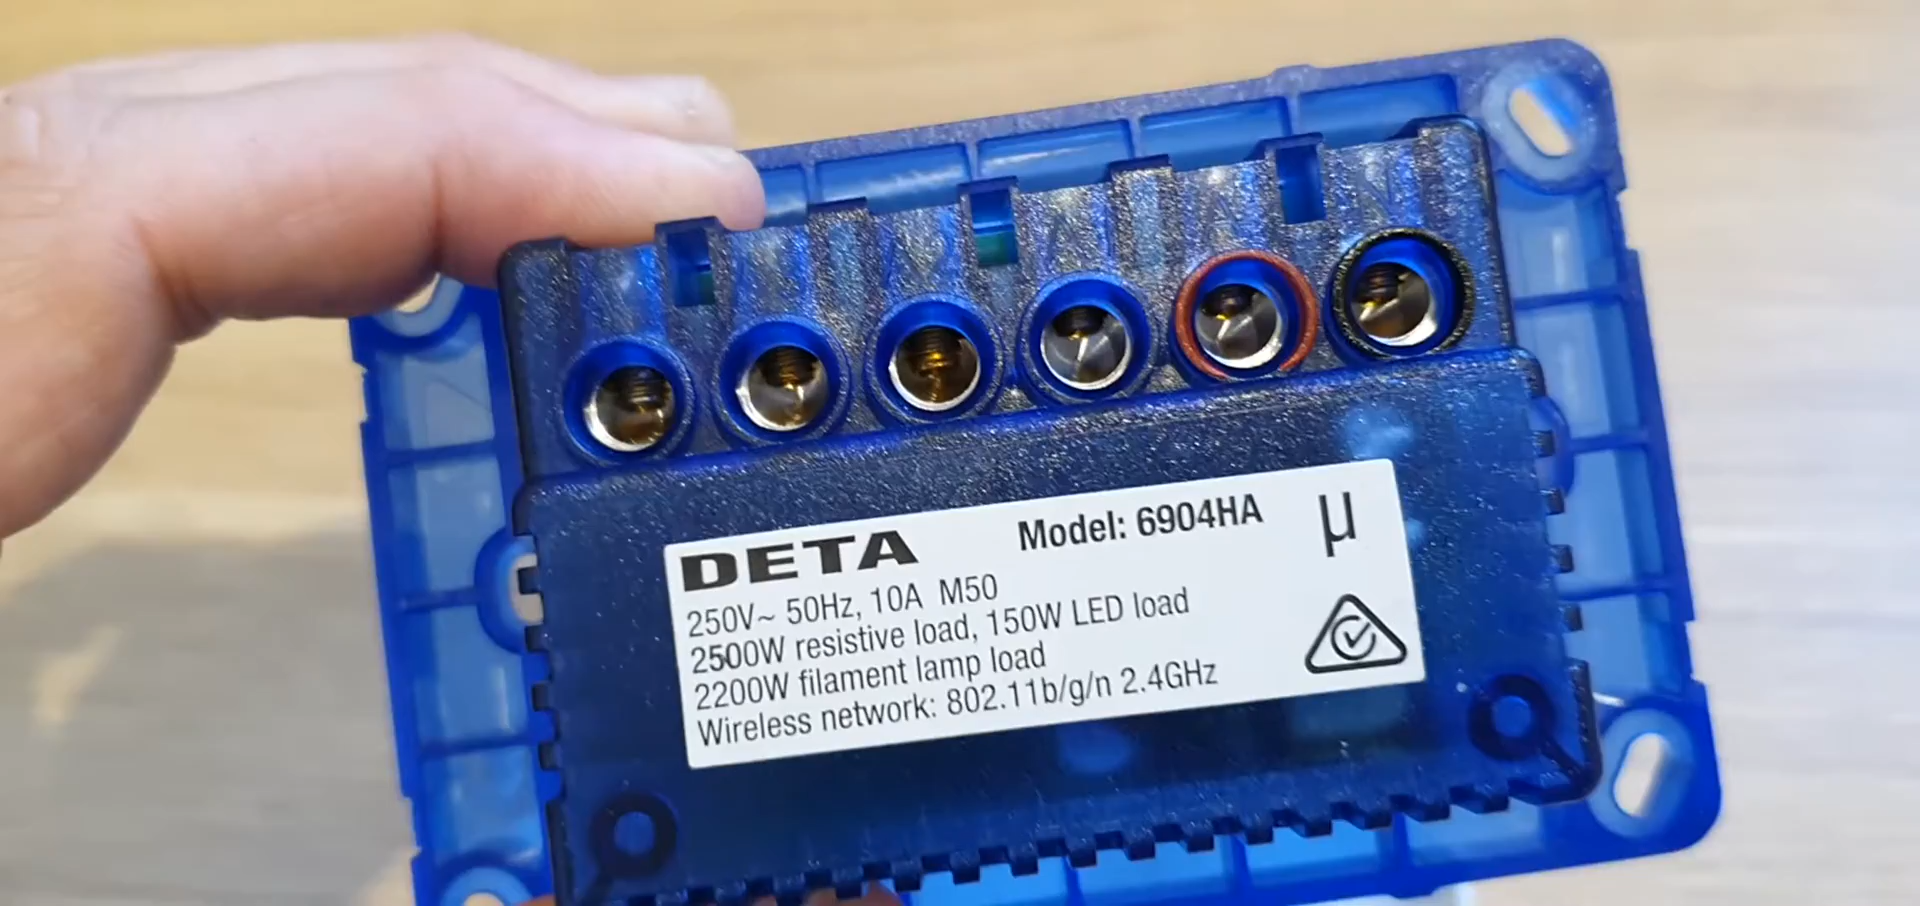 DETA Model: 6904HA µ
250V~ 50Hz, 10A M50
2500W resistive load, 150W LED load
2200W filament lamp load
Wireless network: 802.11b/g/n 2.4GHz